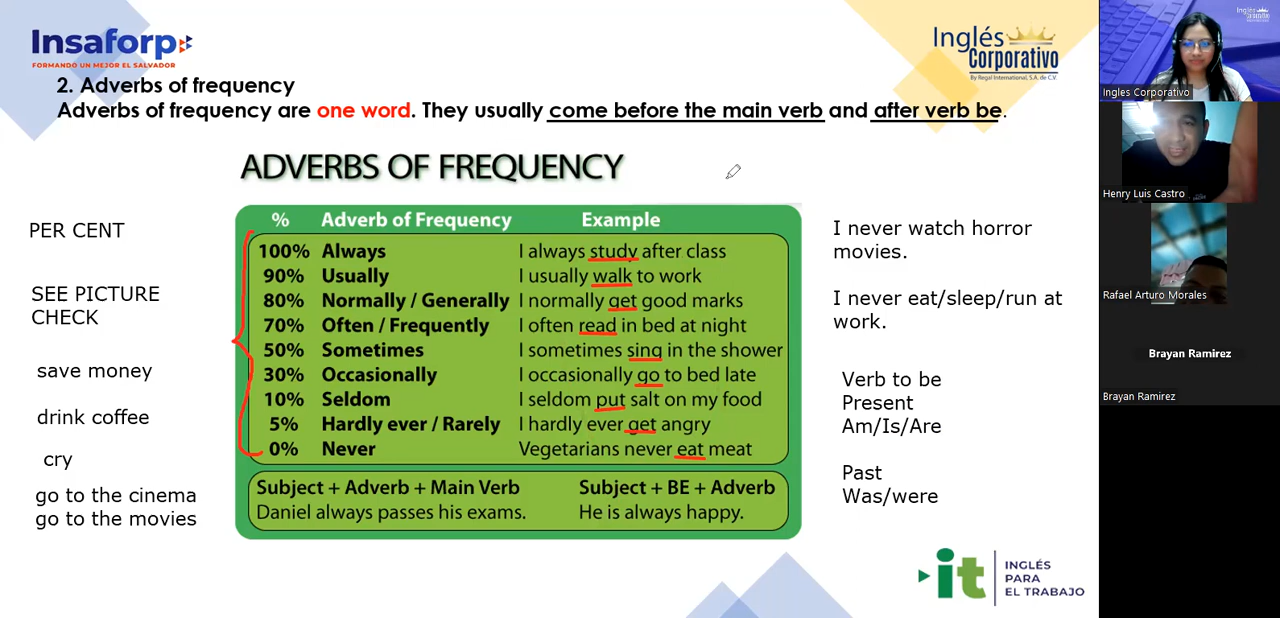 Insaforp
FORMANDO UN MEJOR EL SALVADOR
Inglés
Corporativo
By Regal International, S.A. de C.V.
2. Adverbs of frequency
Adverbs of frequency are one word. They usually come before the main verb and after verb be.
ADVERBS OF FREQUENCY
PER CENT
SEE PICTURE
CHECK
save money
drink coffee
cry
go to the cinema
go to the movies
% Adverb of Frequency Example
100% Always I always study after class
90% Usually I usually walk to work
80% Normally / Generally I normally get good marks
70% Often / Frequently I often read in bed at night
50% Sometimes I sometimes sing in the shower
30% Occasionally I occasionally go to bed late
10% Seldom I seldom put salt on my food
5% Hardly ever / Rarely I hardly ever get angry
0% Never Vegetarians never eat meat
Subject + Adverb + Main Verb Subject + BE + Adverb
Daniel always passes his exams. He is always happy.
I never watch horror
movies.
I never eat/sleep/run at
work.
Verb to be
Present
Am/Is/Are
Past
Was/were
it
INGLÉS
PARA
EL TRABAJO
Inglés
Corporativo
Ingles Corporativo
Henry Luis Castro
Rafael Arturo Morales
Brayan Ramirez
Brayan Ramirez